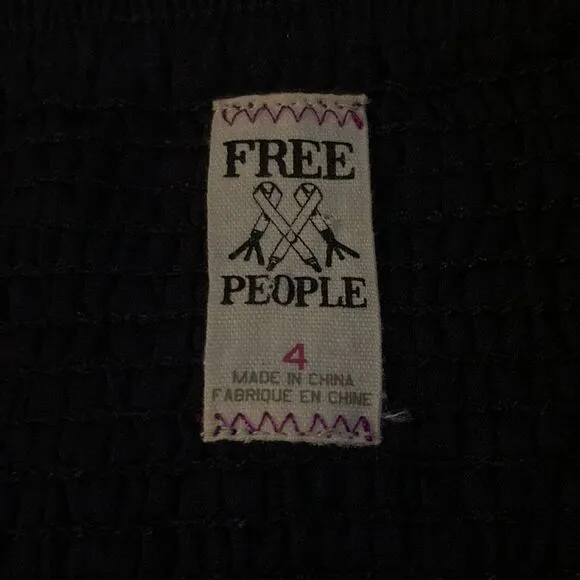 FREE
PEOPLE
4
MADE IN CHINA
FABRIQUE EN CHINE